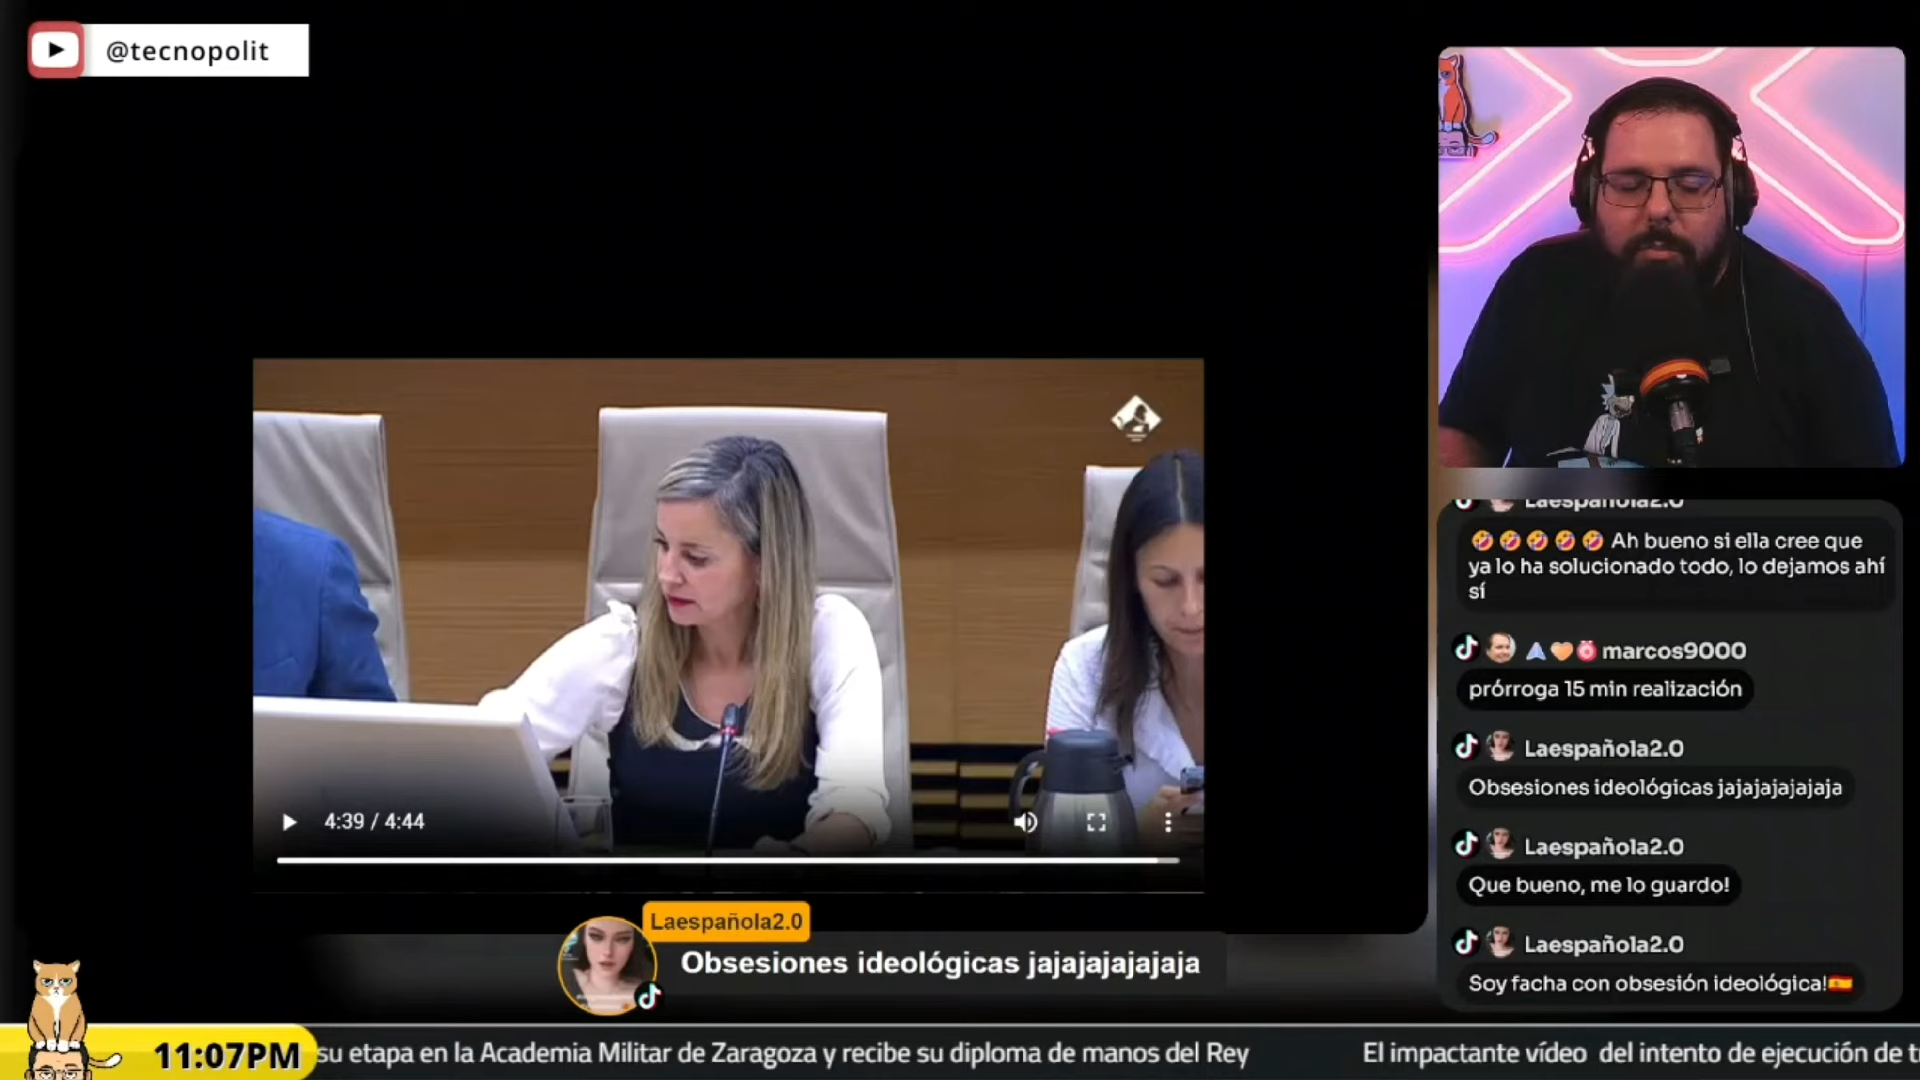 @tecnopolit
4:39 / 4:44
Laespañola2.0
Obsesiones ideológicas jajajajajajaja
Laespañola2.0
🤣🤣🤣🤣🤣 Ah bueno si ella cree que
ya lo ha solucionado todo, lo dejamos ahí
sí
marcos9000
prórroga 15 min realización
Laespañola2.0
Obsesiones ideológicas jajajajajajaja
Laespañola2.0
Que bueno, me lo guardo!
Laespañola2.0
Soy facha con obsesión ideológica!🇪🇸
11:07PM
su etapa en la Academia Militar de Zaragoza y recibe su diploma de manos del Rey
El impactante vídeo del intento de ejecución de